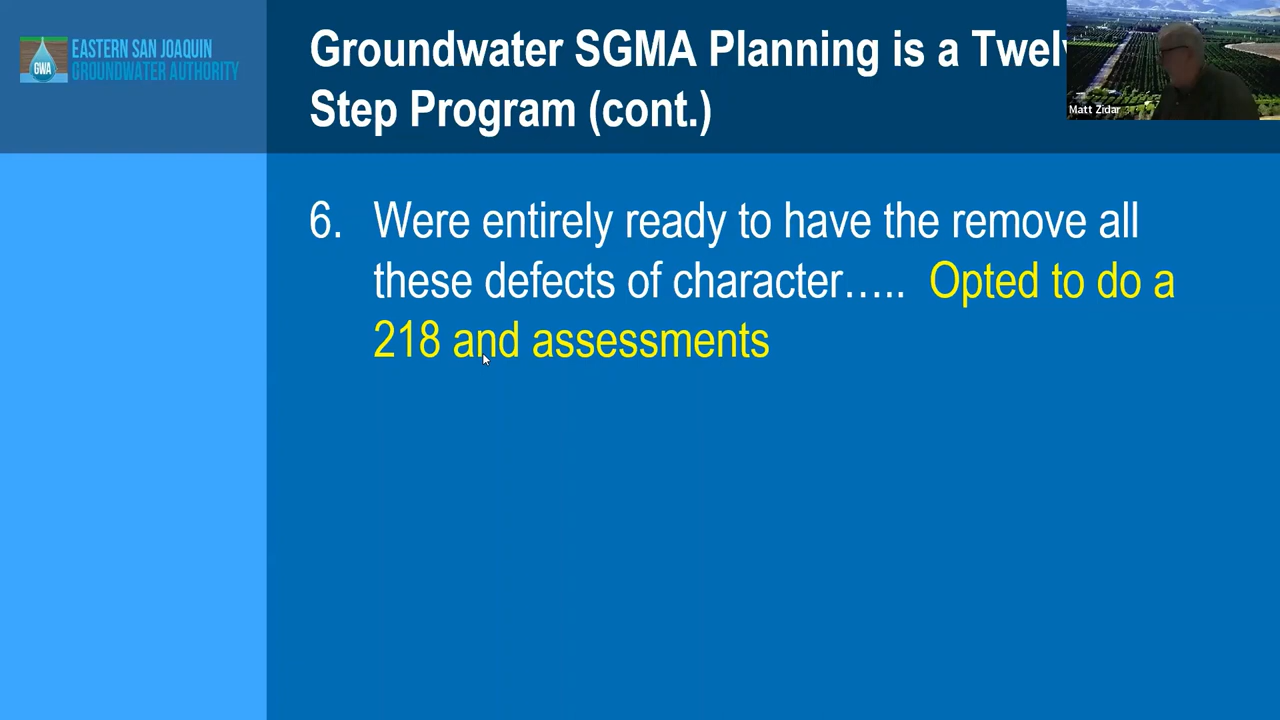 EASTERN SAN JOAQUIN
GROUNDWATER AUTHORITY
GWA
Groundwater SGMA Planning is a Twelv
Step Program (cont.)
Matt Zidar
6. Were entirely ready to have the remove all
these defects of character..... Opted to do a
218 and assessments